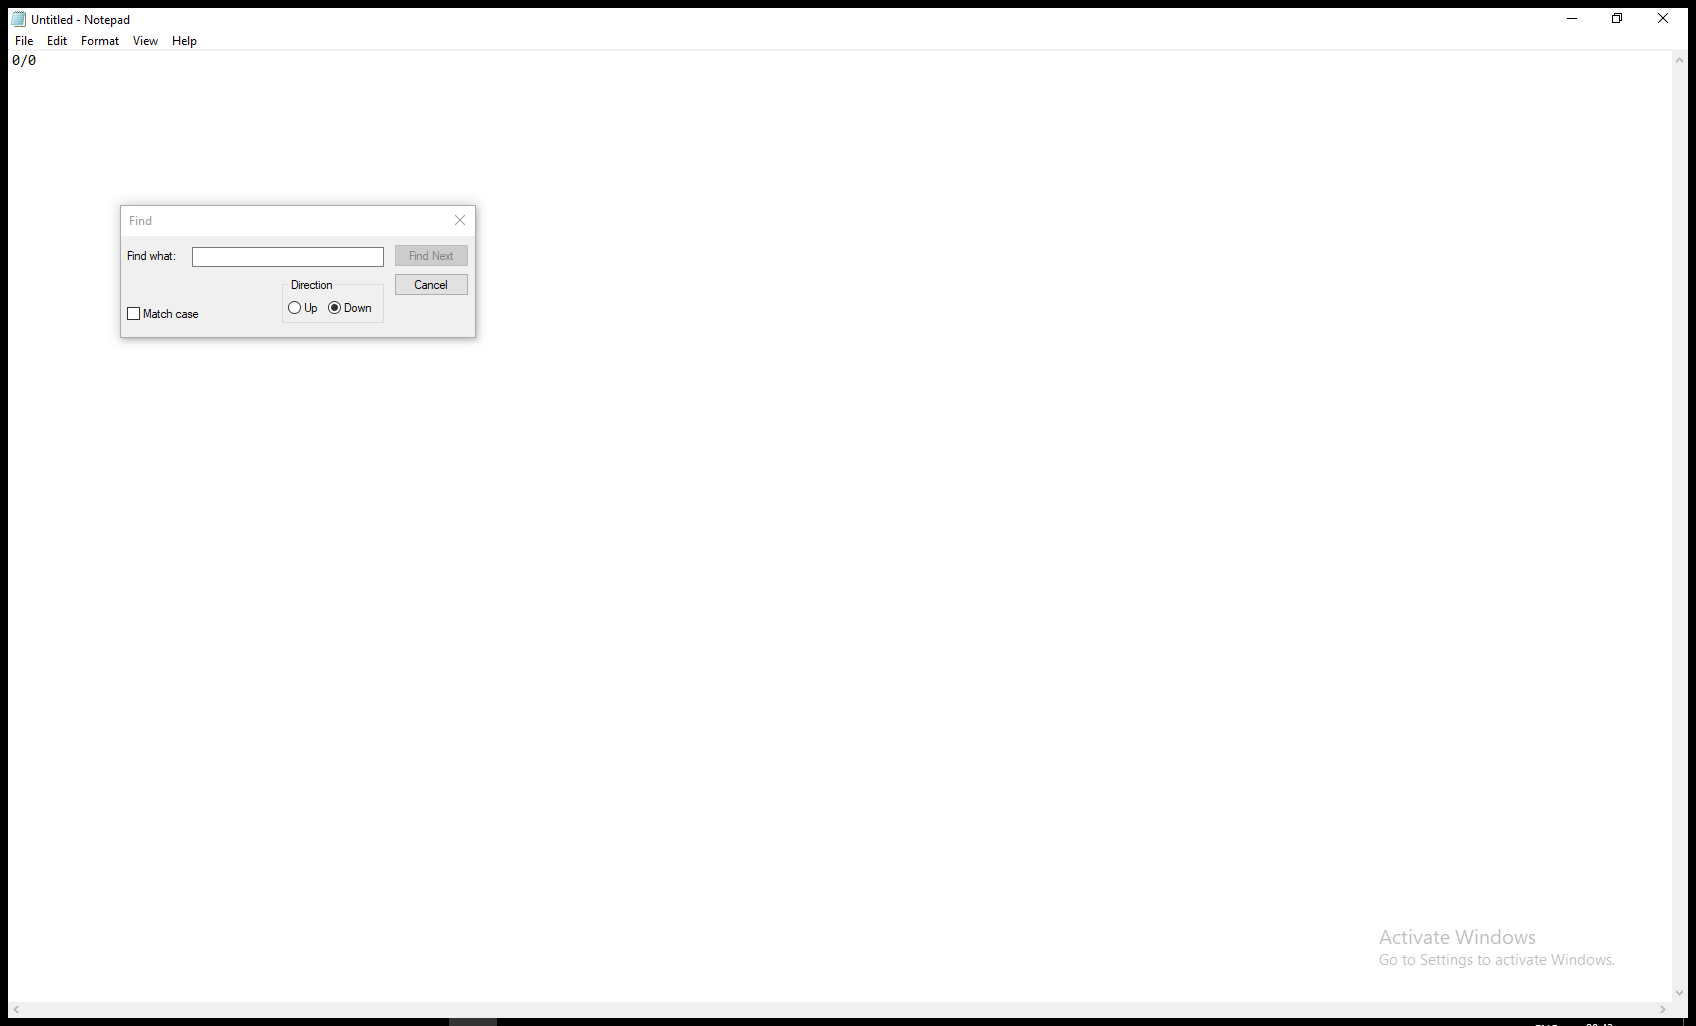 Untitled - Notepad
File Edit Format View Help
0/0
Find
Find what:
Find Next
Direction
Cancel
Up Down
Match case
Activate Windows
Go to Settings to activate Windows.